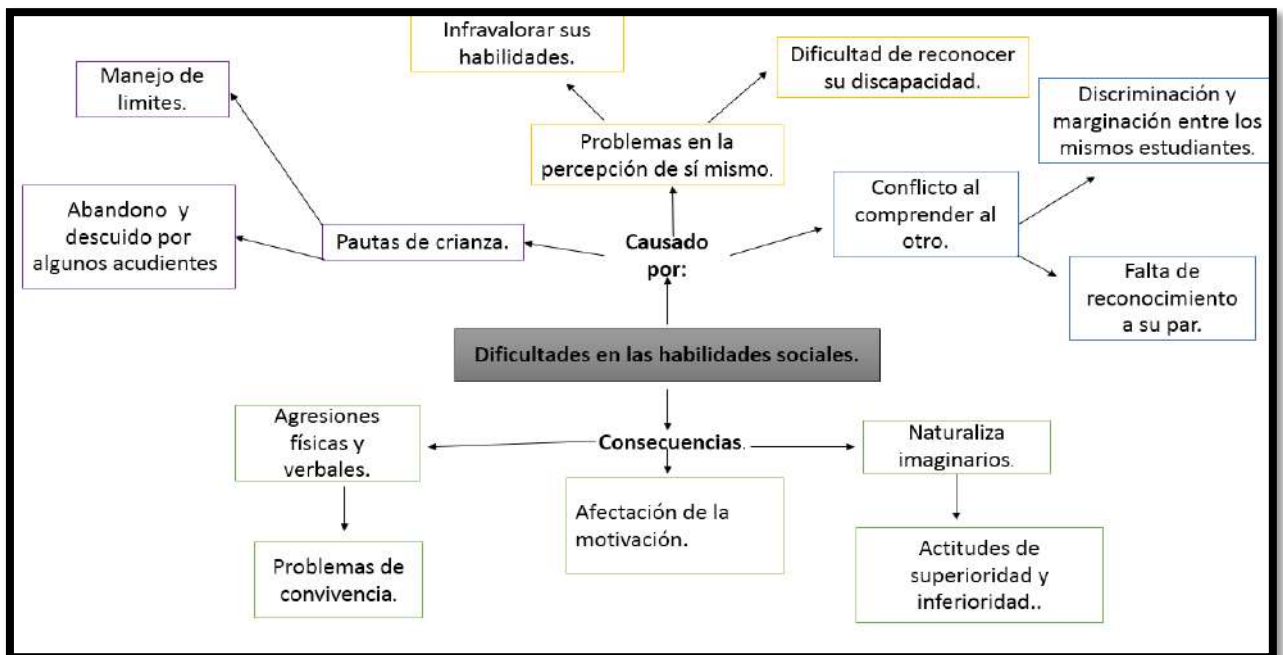 Infravalorar sus
habilidades.
Dificultad de reconocer
su discapacidad.
Manejo de
limites.
Discriminación y
marginación entre los
mismos estudiantes.
Problemas en la
percepción de sí mismo.
Conflicto al
comprender al
otro.
Abandono y
descuido por
algunos acudientes
Pautas de crianza.
Causado
por:
Falta de
reconocimiento
a su par.
Dificultades en las habilidades sociales.
Agresiones
físicas y
verbales.
Consecuencias.
Naturaliza
imaginarios.
Afectación de la
motivación.
Problemas de
convivencia.
Actitudes de
superioridad y
inferioridad..